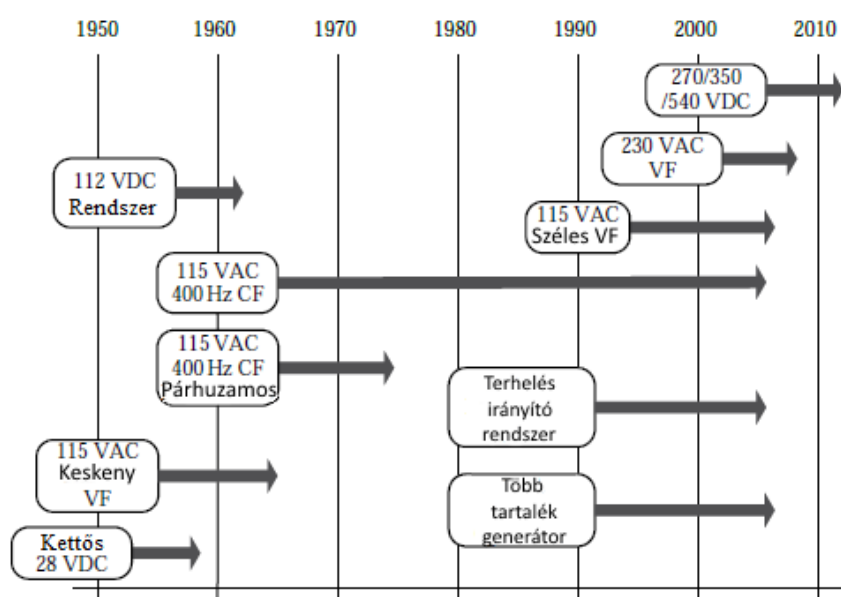 1950 1960 1970 1980 1990 2000 2010
270/350
/540 VDC
230 VAC
VF
112 VDC
Rendszer
115 VAC
Széles VF
115 VAC
400 Hz CF
115 VAC
400 Hz CF
Párhuzamos
Terhelés
irányító
rendszer
115 VAC
Keskeny
VF
Több
tartalék
generátor
Kettős
28 VDC